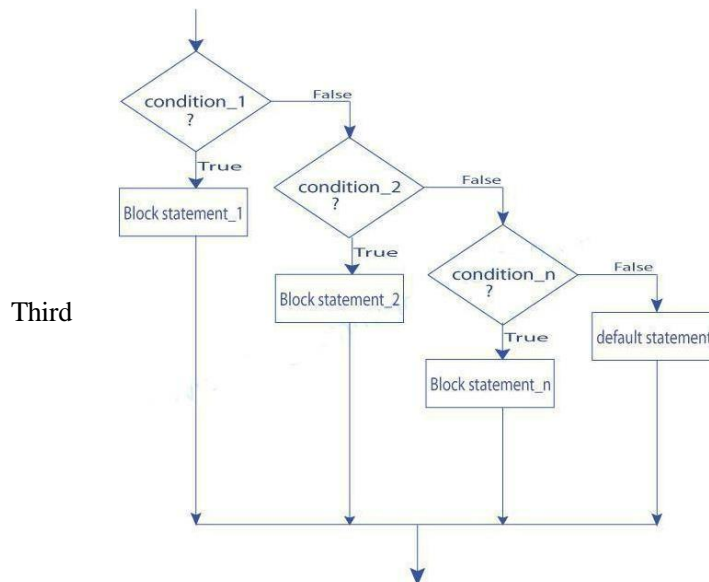 condition_1
?
False
True
Block statement_1
condition_2
?
False
True
Block statement_2
condition_n
?
False
True
Block statement_n
default statement
Third